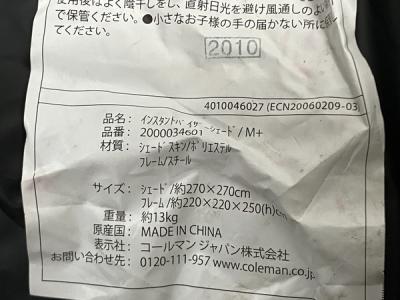 使用後はよく陰干しをし、直射日光を避け風通しのよい
で保管ください。●小さなお子様の手の届かない所に
てください。
2010
4010046027 (ECN20060209-03)
品名: インスタントバイザーシェード/M+
品番: 2000034601
材質: シェードスキン/ポリエステル
フレーム/スチール
サイズ: シェード/約270×270cm
フレーム/約220×220×250(h)cm
重量: 約13kg
原産国: MADE IN CHINA
表示社: コールマン ジャパン株式会社
お問い合わせ先: 0120-111-957 www.coleman.co.jp